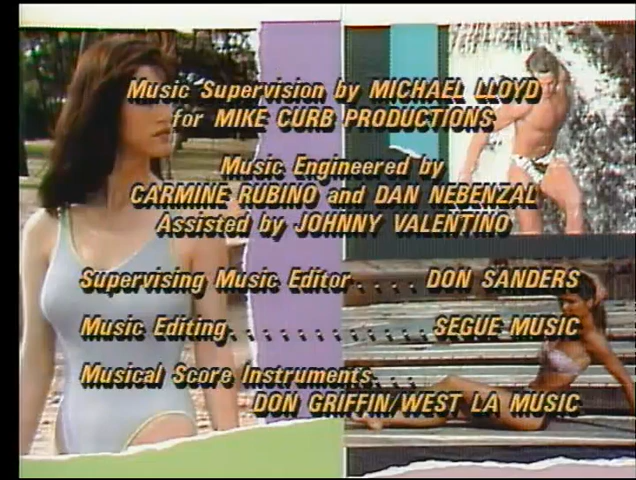 Music Supervision by MICHAEL LLOYD
for MIKE CURB PRODUCTIONS
Music Engineered by
CARMINE RUBINO and DAN NEBENZAL
Assisted by JOHNNY VALENTINO
Supervising Music Editor.... DON SANDERS
Music Editing............ SEGUE MUSIC
Musical Score Instruments
DON GRIFFIN/WEST LA MUSIC